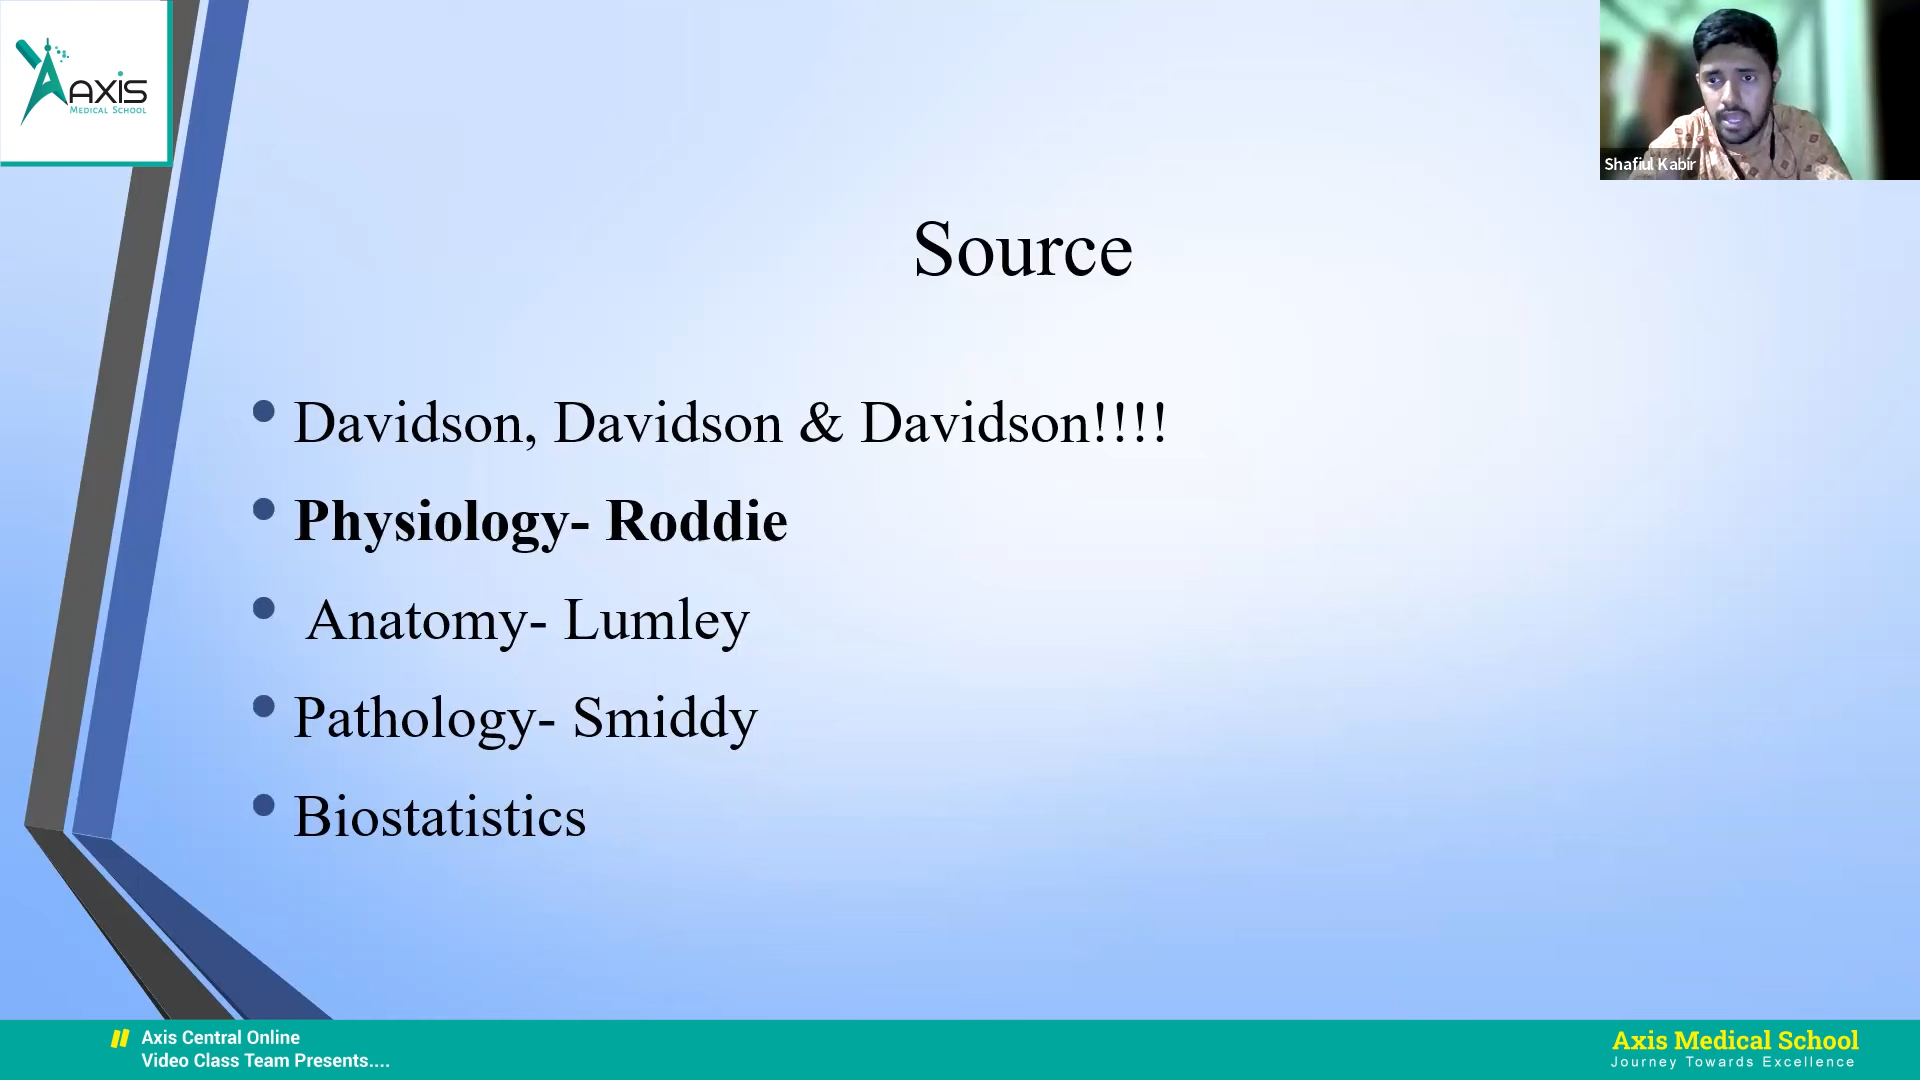 AXIS
MEDICAL SCHOOL
Shafiul Kabir
Source
• Davidson, Davidson & Davidson!!!!
• Physiology- Roddie
• Anatomy- Lumley
• Pathology- Smiddy
• Biostatistics
Axis Central Online
Video Class Team Presents....
Axis Medical School
Journey Towards Excellence